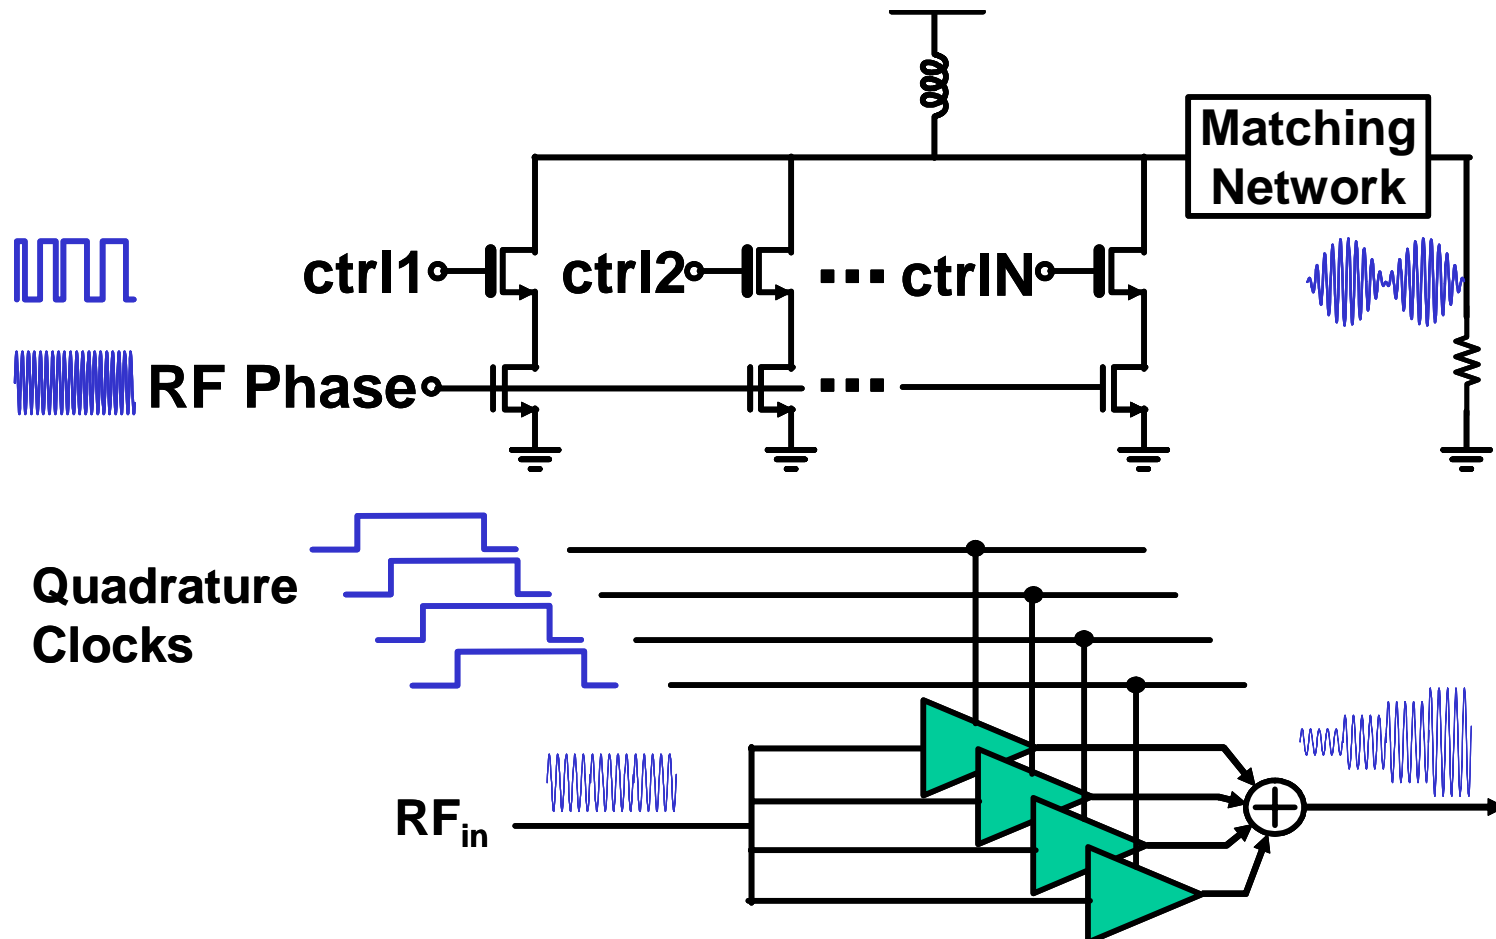 Matching
Network
ctrl1
ctrl2
ctrlN
RF Phase
Quadrature
Clocks
RFin